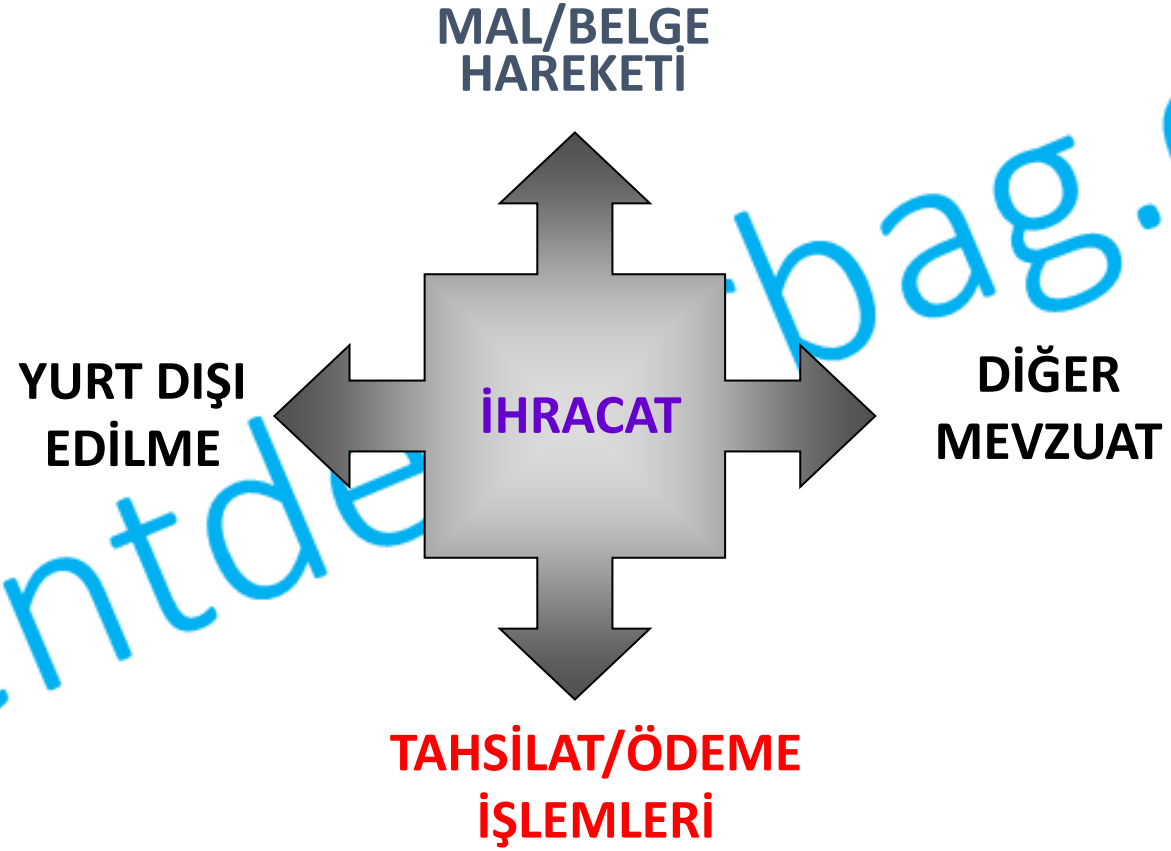 MAL/BELGE
HAREKETİ
YURT DIŞI
EDİLME
İHRACAT
DİĞER
MEVZUAT
TAHSİLAT/ÖDEME
İŞLEMLERİ